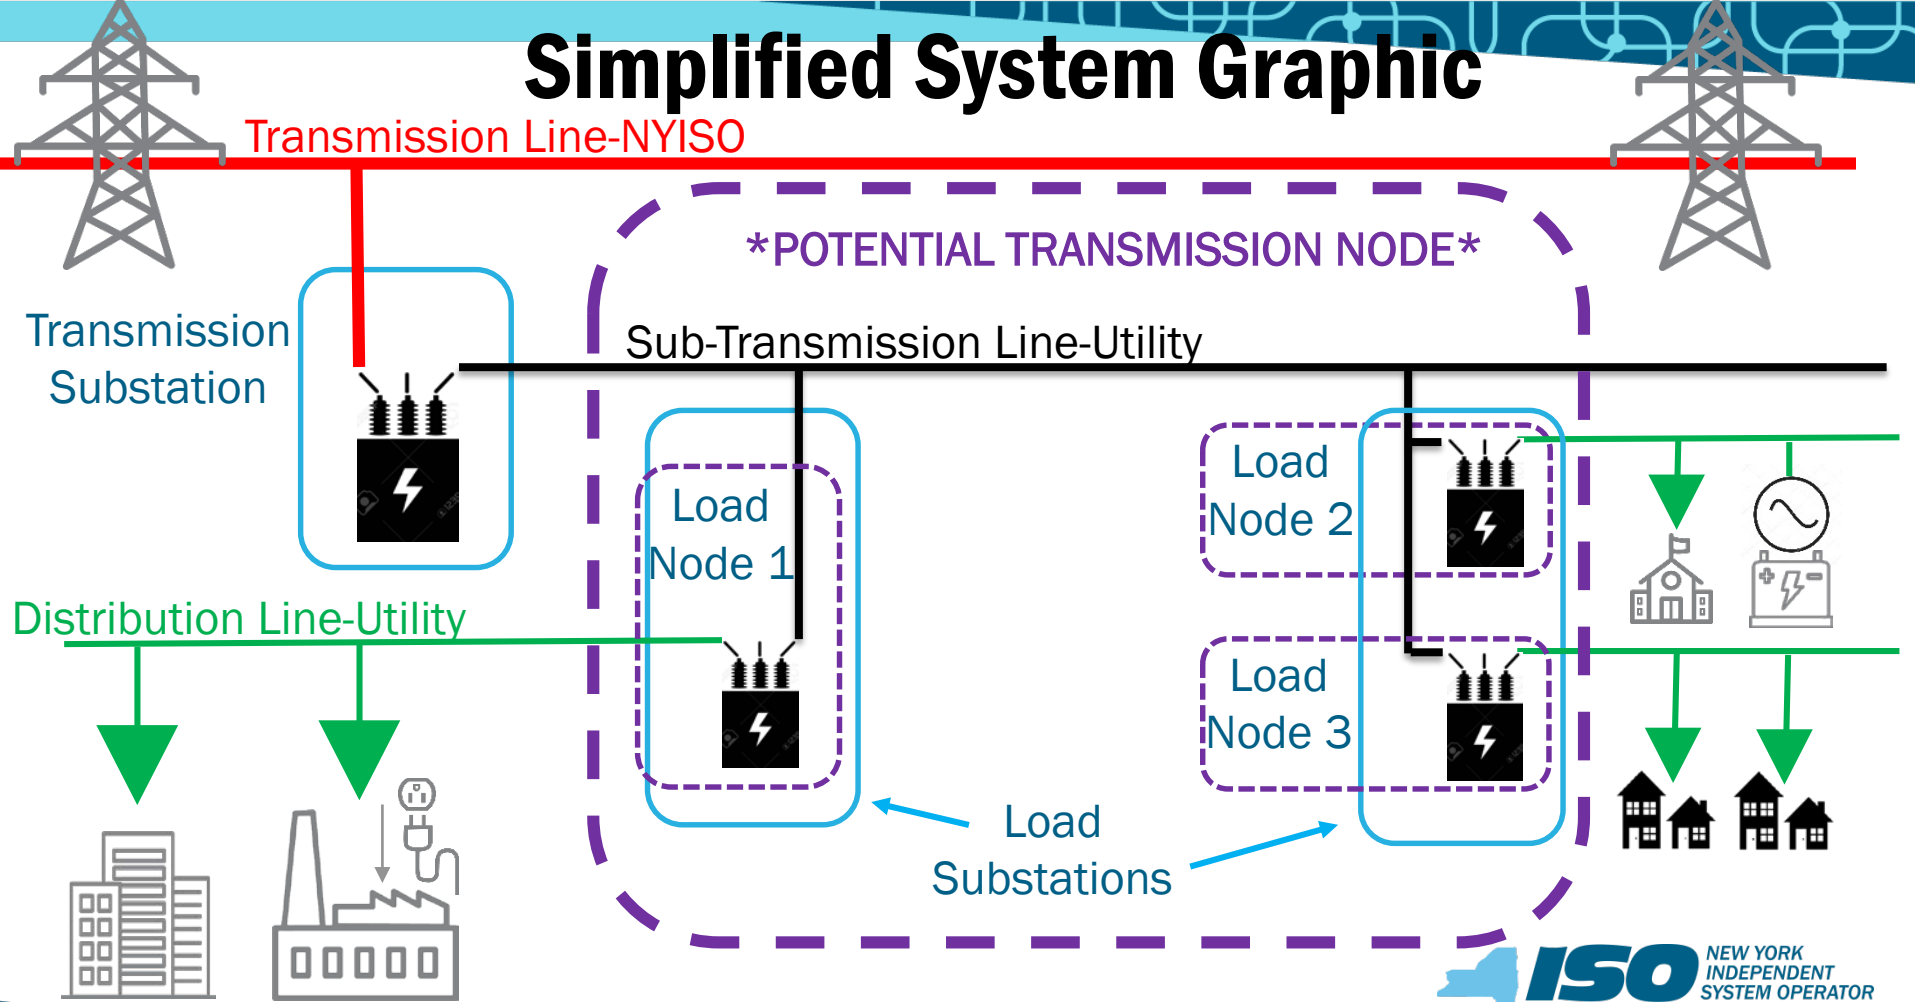 Simplified System Graphic
Transmission Line-NYISO
*POTENTIAL TRANSMISSION NODE*
Transmission
Substation
Sub-Transmission Line-Utility
Load
Node 1
Load
Node 2
Distribution Line-Utility
Load
Node 3
Load
Substations
ISO
NEW YORK
INDEPENDENT
SYSTEM OPERATOR